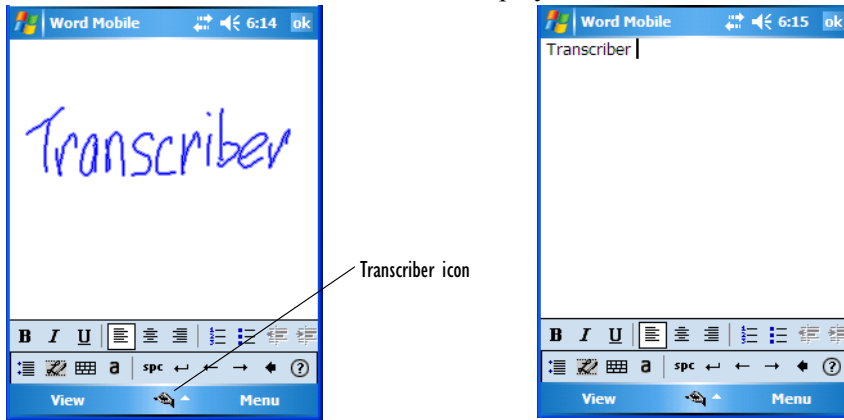 Word Mobile 6:14 ok
Transcriber
Transcriber icon
B I U
a spc ?
View Menu
Word Mobile 6:15 ok
Transcriber
B I U
a spc ?
View Menu